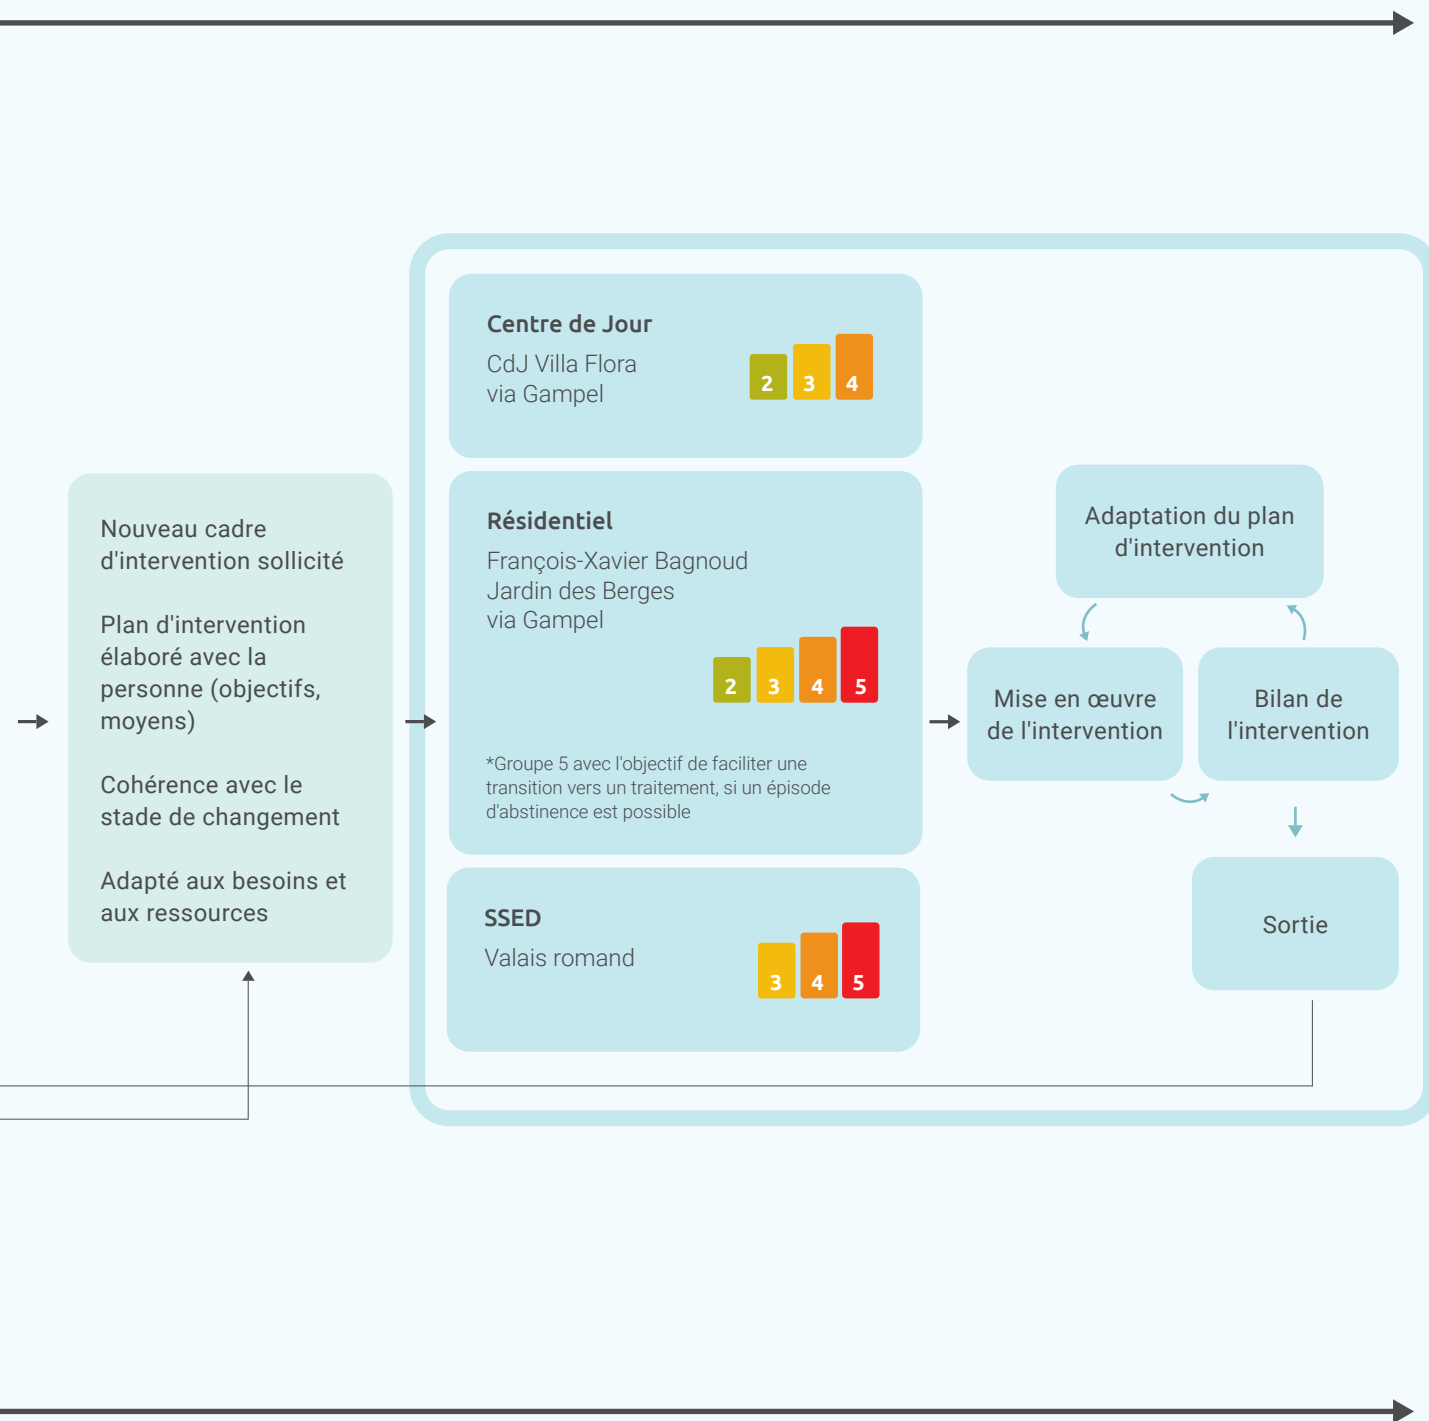 Nouveau cadre
d'intervention sollicité
Plan d'intervention
élaboré avec la
personne (objectifs,
moyens)
Cohérence avec le
stade de changement
Adapté aux besoins et
aux ressources
Centre de Jour
CdJ Villa Flora
via Gampel
2 3 4
Résidentiel
François-Xavier Bagnoud
Jardin des Berges
via Gampel
2 3 4 5
*Groupe 5 avec l'objectif de faciliter une
transition vers un traitement, si un épisode
d'abstinence est possible
SSED
Valais romand
3 4 5
Adaptation du plan
d'intervention
Mise en œuvre
de l'intervention
Bilan de
l'intervention
Sortie